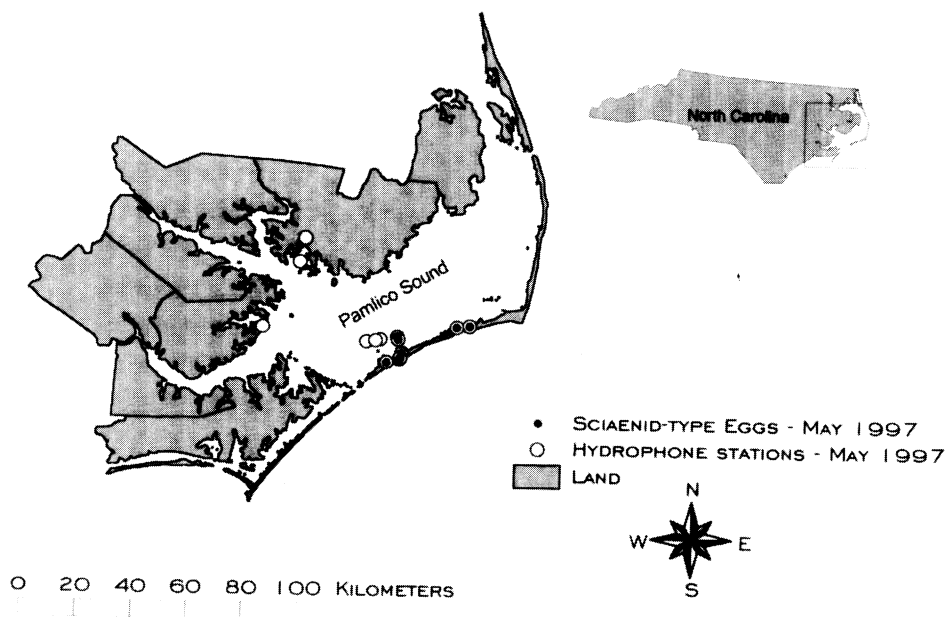 North Carolina
Pamlico Sound
SCIAENID-TYPE EGGS - MAY 1997
HYDROPHONE STATIONS - MAY 1997
LAND
N
W E
S
0 20 40 60 80 100 KILOMETERS